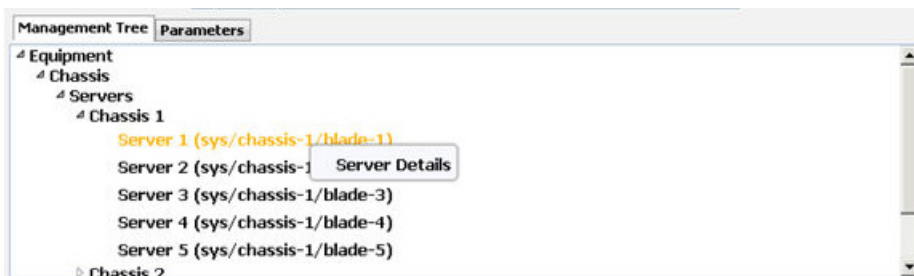 Management Tree Parameters
Equipment
Chassis
Servers
Chassis 1
Server 1 (sys/chassis-1/blade-1)
Server 2 (sys/chassis-1 Server Details
Server 3 (sys/chassis-1/blade-3)
Server 4 (sys/chassis-1/blade-4)
Server 5 (sys/chassis-1/blade-5)
Chassis 2